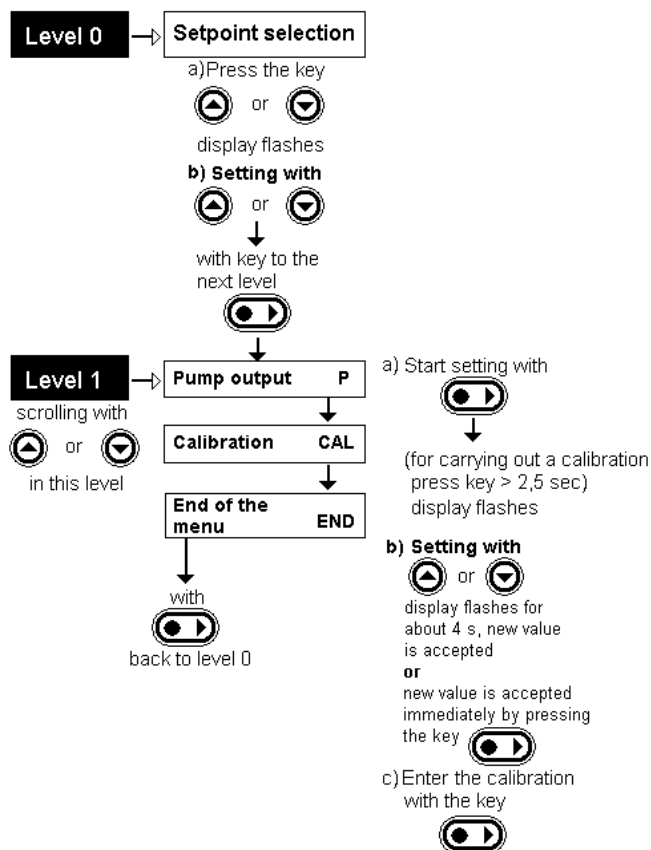 Level 0
Setpoint selection
a)Press the key
or
display flashes
b) Setting with
or
with key to the
next level
Level 1
scrolling with
or
in this level
Pump output P
Calibration CAL
End of the
menu END
with
back to level 0
a) Start setting with
(for carrying out a calibration
press key > 2,5 sec)
display flashes
b) Setting with
or
display flashes for
about 4 s, new value
is accepted
or
new value is accepted
immediately by pressing
the key
c) Enter the calibration
with the key